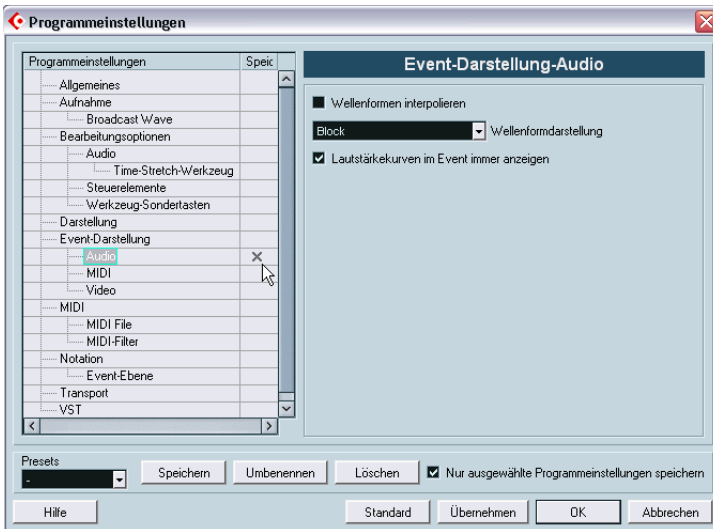 Programmeinstellungen
Programmeinstellungen Speic
Allgemeines
Aufnahme
Broadcast Wave
Bearbeitungsoptionen
Audio
Time-Stretch-Werkzeug
Steuerelemente
Werkzeug-Sondertasten
Darstellung
Event-Darstellung
Audio
MIDI
Video
MIDI
MIDI File
MIDI-Filter
Notation
Event-Ebene
Transport
VST
Event-Darstellung-Audio
Wellenformen interpolieren
Block Wellenformdarstellung
Lautstärkekurven im Event immer anzeigen
Presets
-
Speichern Umbenennen Löschen Nur ausgewählte Programmeinstellungen speichern
Hilfe Standard Übernehmen OK Abbrechen